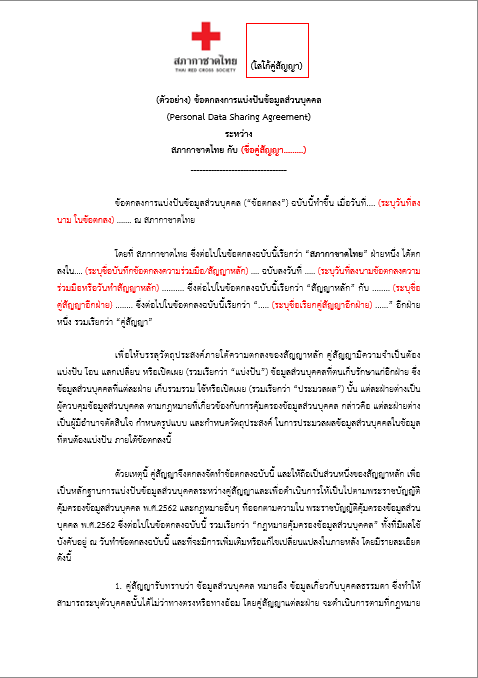 สภากาชาดไทย
THAI RED CROSS SOCIETY
(โลโก้คู่สัญญา)
(ตัวอย่าง) ข้อตกลงการแบ่งปันข้อมูลส่วนบุคคล
(Personal Data Sharing Agreement)
ระหว่าง
สภากาชาดไทย กับ (ชื่อคู่สัญญา.........)
---------------------------------
ข้อตกลงการแบ่งปันข้อมูลส่วนบุคคล (“ข้อตกลง”) ฉบับนี้ทำขึ้น เมื่อวันที่.... (ระบุวันที่ลง
นาม ในข้อตกลง) ....... ณ สภากาชาดไทย
โดยที่ สภากาชาดไทย ซึ่งต่อไปในข้อตกลงฉบับนี้เรียกว่า “สภากาชาดไทย” ฝ่ายหนึ่ง ได้ตก
ลงใน.... (ระบุชื่อบันทึกข้อตกลงความร่วมมือ/สัญญาหลัก) .... ฉบับลงวันที่ ..... (ระบุวันที่ลงนามข้อตกลงความ
ร่วมมือหรือวันทำสัญญาหลัก) .......... ซึ่งต่อไปในข้อตกลงฉบับนี้เรียกว่า “สัญญาหลัก” กับ ........ (ระบุชื่อ
คู่สัญญาอีกฝ่าย) ........ ซึ่งต่อไปในข้อตกลงฉบับนี้เรียกว่า “..... (ระบุชื่อเรียกคู่สัญญาอีกฝ่าย) ......” อีกฝ่าย
หนึ่ง รวมเรียกว่า “คู่สัญญา”
เพื่อให้บรรลุวัตถุประสงค์ภายใต้ความตกลงของสัญญาหลัก คู่สัญญามีความจำเป็นต้อง
แบ่งปัน โอน แลกเปลี่ยน หรือเปิดเผย (รวมเรียกว่า “แบ่งปัน”) ข้อมูลส่วนบุคคลที่ตนเก็บรักษาแก่อีกฝ่าย ซึ่ง
ข้อมูลส่วนบุคคลที่แต่ละฝ่าย เก็บรวมรวม ใช้หรือเปิดเผย (รวมเรียกว่า “ประมวลผล”) นั้น แต่ละฝ่ายต่างเป็น
ผู้ควบคุมข้อมูลส่วนบุคคล ตามกฎหมายที่เกี่ยวข้องกับการคุ้มครองข้อมูลส่วนบุคคล กล่าวคือ แต่ละฝ่ายต่าง
เป็นผู้มีอำนาจตัดสินใจ กำหนดรูปแบบ และกำหนดวัตถุประสงค์ ในการประมวลผลข้อมูลส่วนบุคคลในข้อมูล
ที่ตนต้องแบ่งปัน ภายใต้ข้อตกลงนี้
ด้วยเหตุนี้ คู่สัญญาจึงตกลงจัดทำข้อตกลงฉบับนี้ และให้ถือเป็นส่วนหนึ่งของสัญญาหลัก เพื่อ
เป็นหลักฐานการแบ่งปันข้อมูลส่วนบุคคลระหว่างคู่สัญญาและเพื่อดำเนินการให้เป็นไปตามพระราชบัญญัติ
คุ้มครองข้อมูลส่วนบุคคล พ.ศ.2562 และกฎหมายอื่นๆ ที่ออกตามความใน พระราชบัญญัติคุ้มครองข้อมูลส่วน
บุคคล พ.ศ.2562 ซึ่งต่อไปในข้อตกลงฉบับนี้ รวมเรียกว่า “กฎหมายคุ้มครองข้อมูลส่วนบุคคล” ทั้งที่มีผลใช้
บังคับอยู่ ณ วันทำข้อตกลงฉบับนี้ และที่จะมีการเพิ่มเติมหรือแก้ไขเปลี่ยนแปลงในภายหลัง โดยมีรายละเอียด
ดังนี้
1. คู่สัญญารับทราบว่า ข้อมูลส่วนบุคคล หมายถึง ข้อมูลเกี่ยวกับบุคคลธรรมดา ซึ่งทำให้
สามารถระบุตัวบุคคลนั้นได้ไม่ว่าทางตรงหรือทางอ้อม โดยคู่สัญญาแต่ละฝ่าย จะดำเนินการตามที่กฎหมาย